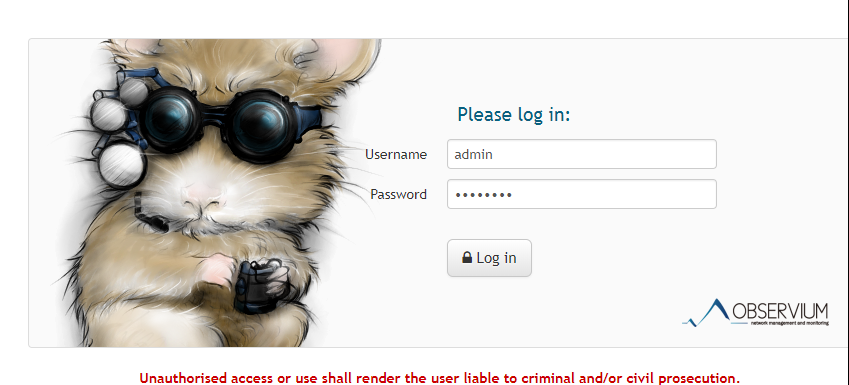 Please log in:
Username admin
Password ••••••••
Log in
OBSERVIUM
network management and monitoring
Unauthorised access or use shall render the user liable to criminal and/or civil prosecution.